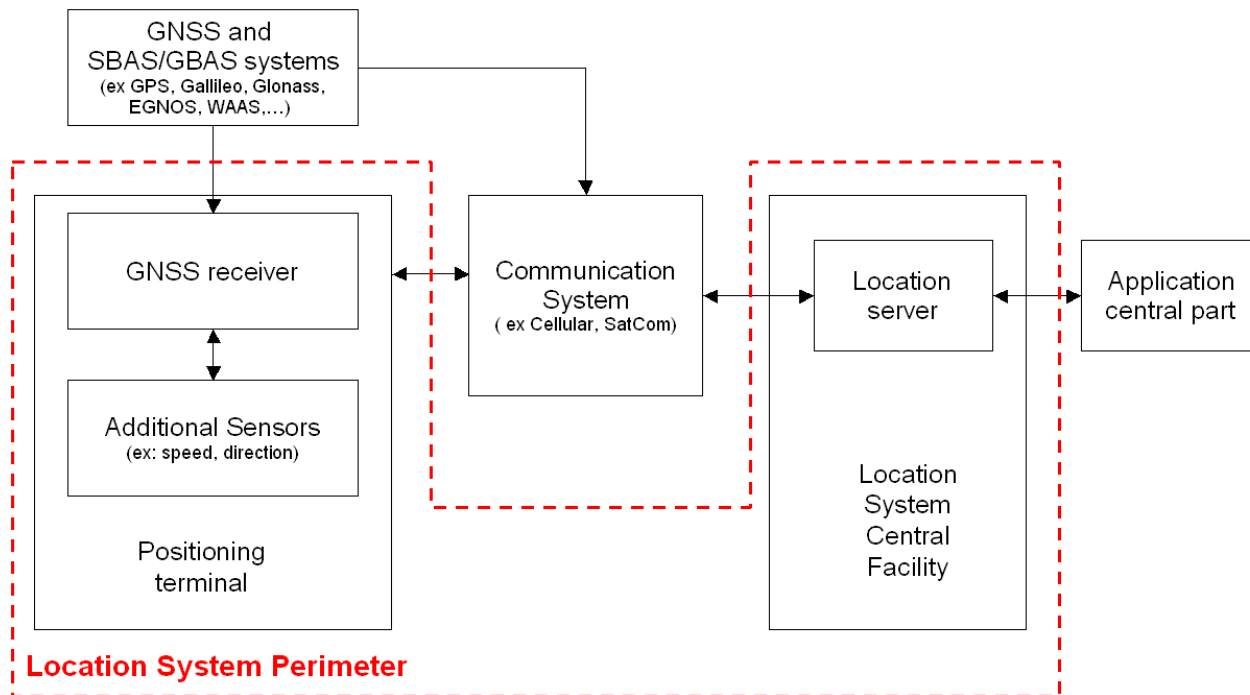 GNSS and
SBAS/GBAS systems
(ex GPS, Gallileo, Glonass,
EGNOS, WAAS,...)
GNSS receiver
Additional Sensors
(ex: speed, direction)
Positioning
terminal
Communication
System
( ex Cellular, SatCom)
Location
server
Location
System
Central
Facility
Application
central part
Location System Perimeter